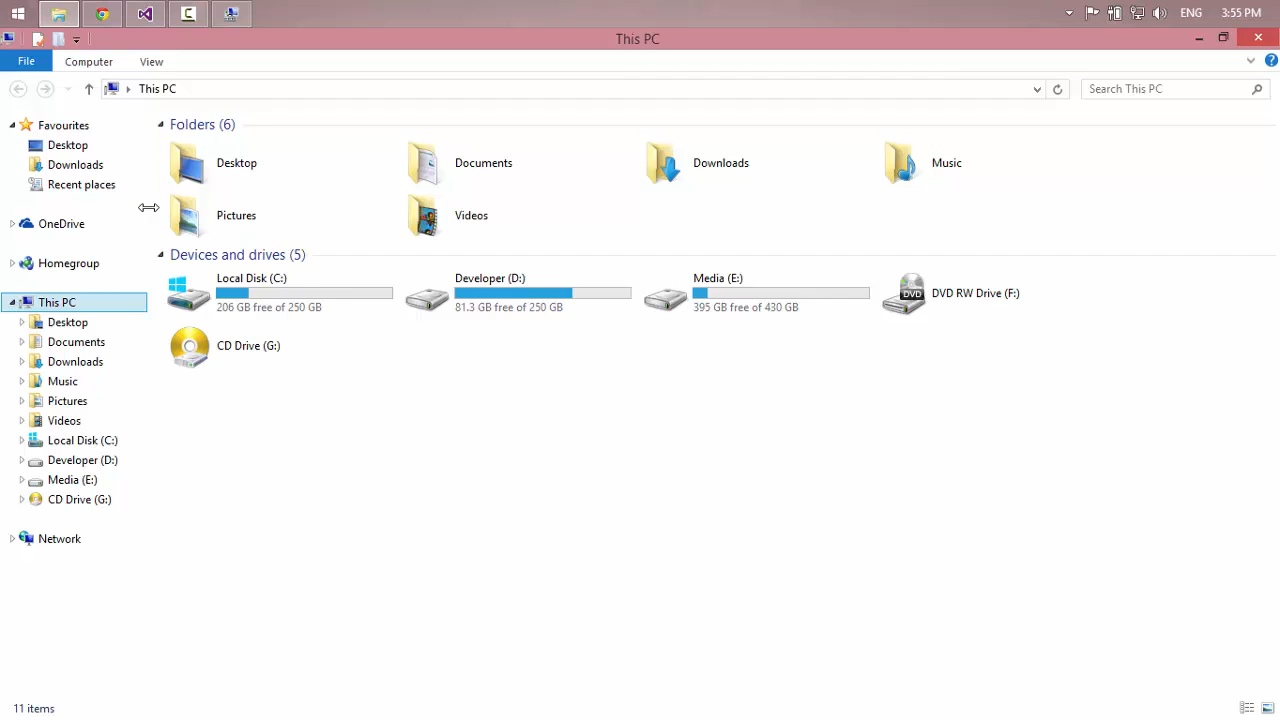 ENG 3:55 PM
This PC
File Computer View
This PC
Search This PC
Favourites
Desktop
Downloads
Recent places
OneDrive
Homegroup
This PC
Desktop
Documents
Downloads
Music
Pictures
Videos
Local Disk (C:)
Developer (D:)
Media (E:)
CD Drive (G:)
Network
Folders (6)
Desktop Documents Downloads Music
Pictures Videos
Devices and drives (5)
Local Disk (C:)
206 GB free of 250 GB
Developer (D:)
81.3 GB free of 250 GB
Media (E:)
395 GB free of 430 GB
DVD
DVD RW Drive (F:)
CD Drive (G:)
11 items